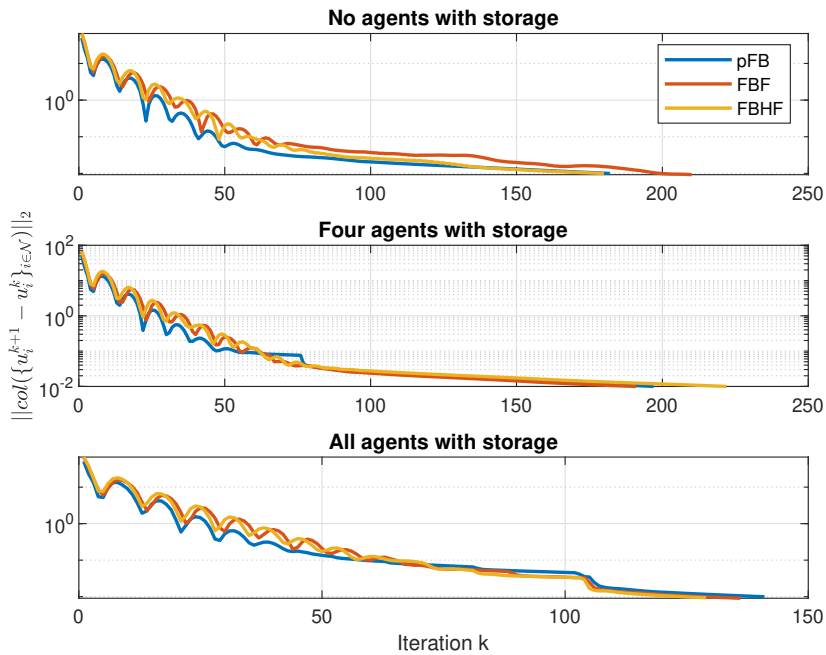 No agents with storage
10^0
pFB
FBF
FBHF
0 50 100 150 200 250
||col({u_i^{k+1} − u_i^k}_{i∈𝒩})||_2
Four agents with storage
10^2
10^0
10^-2
0 50 100 150 200 250
All agents with storage
10^0
0 50 100 150
Iteration k